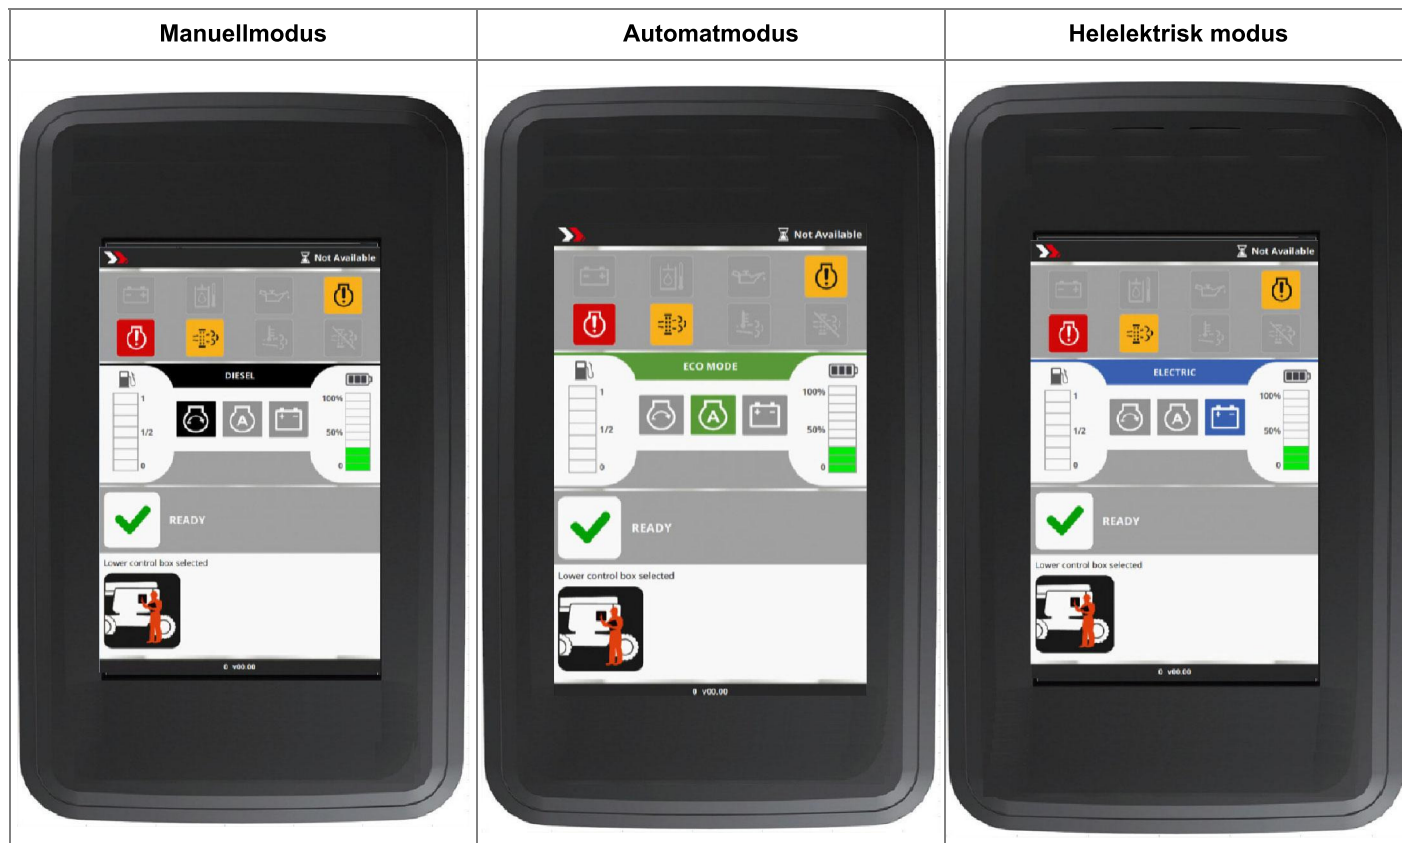 Manuellmodus
Automatmodus
Helelektrisk modus
Not Available
DIESEL
1
1/2
0
100%
50%
0
READY
Lower control box selected
0 v00.00
Not Available
ECO MODE
1
1/2
0
A
100%
50%
0
READY
Lower control box selected
0 v00.00
Not Available
ELECTRIC
1
1/2
0
A
100%
50%
0
READY
Lower control box selected
0 v00.00